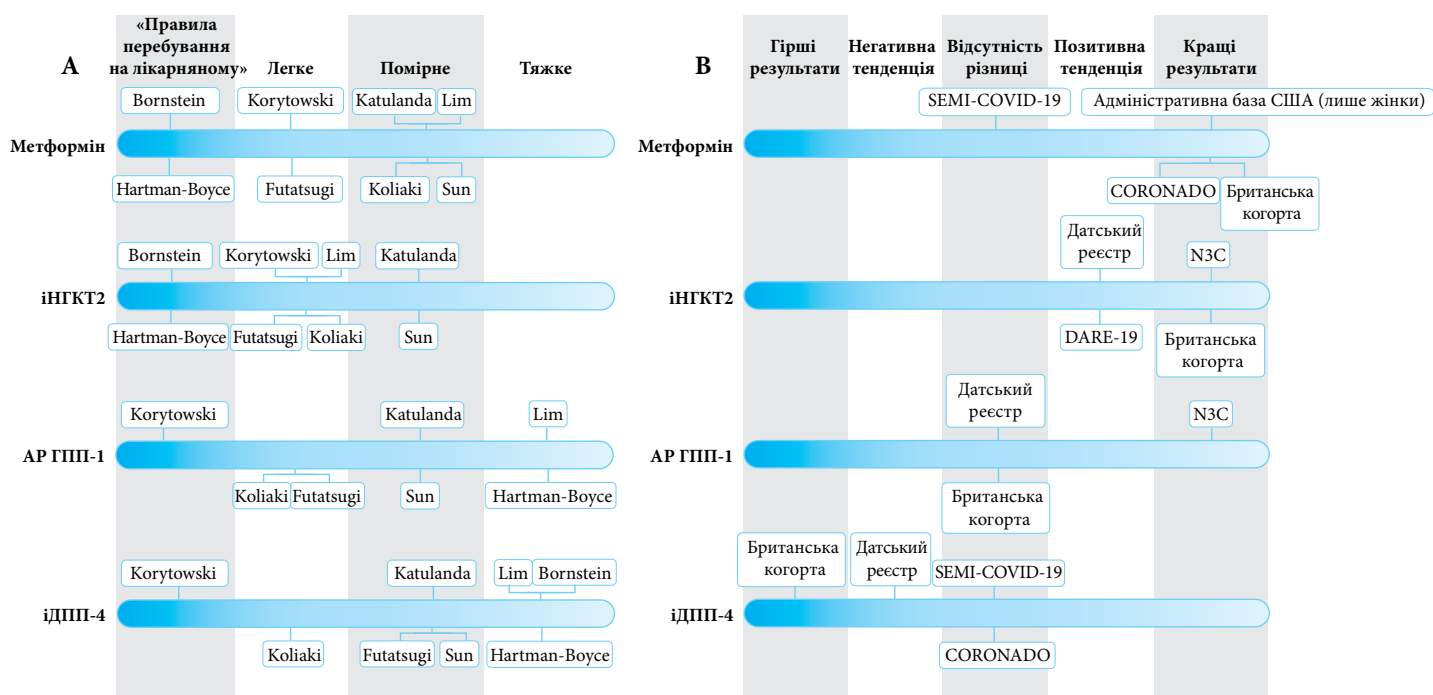 А
«Правила
перебування
на лікарняному»
Легке
Помірне
Тяжке
Bornstein
Korytowski
Katulanda
Lim
Метформін
Hartman-Boyce
Futatsugi
Koliaki
Sun
Bornstein
Korytowski
Lim
Katulanda
іНГКТ2
Hartman-Boyce
Futatsugi
Koliaki
Sun
Korytowski
Katulanda
Lim
АР ГПП-1
Koliaki
Futatsugi
Sun
Hartman-Boyce
Korytowski
Katulanda
Lim
Bornstein
іДПП-4
Koliaki
Futatsugi
Sun
Hartman-Boyce
В
Гірші
результати
Негативна
тенденція
Відсутність
різниці
Позитивна
тенденція
Кращі
результати
SEMI-COVID-19
Адміністративна база США (лише жінки)
Метформін
CORONADO
Британська
когорта
Датський
реєстр
N3C
іНГКТ2
DARE-19
Британська
когорта
Датський
реєстр
N3C
АР ГПП-1
Британська
когорта
Британська
когорта
Датський
реєстр
SEMI-COVID-19
іДПП-4
CORONADO